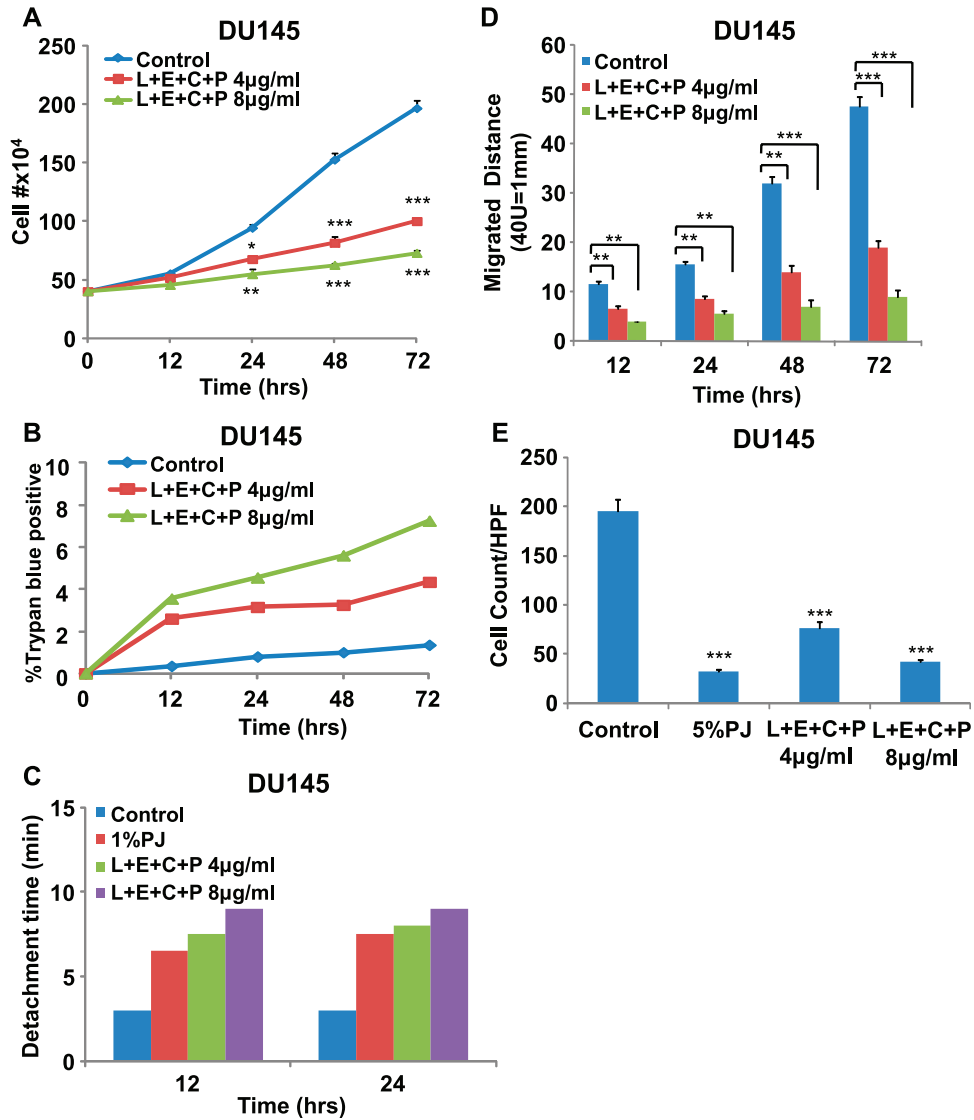 A
DU145
Control
L+E+C+P 4µg/ml
L+E+C+P 8µg/ml
250
200
150
100
50
0
Cell #x10⁴
*
***
***
**
***
***
0 12 24 48 72
Time (hrs)
B
DU145
Control
L+E+C+P 4µg/ml
L+E+C+P 8µg/ml
10
8
6
4
2
0
%Trypan blue positive
0 12 24 48 72
Time (hrs)
C
DU145
Control
1%PJ
L+E+C+P 4µg/ml
L+E+C+P 8µg/ml
15
10
5
0
Detachment time (min)
12 24
Time (hrs)
D
DU145
Control
L+E+C+P 4µg/ml
L+E+C+P 8µg/ml
60
50
40
30
20
10
0
Migrated Distance
(40U=1mm)
**
**
**
**
***
**
***
***
12 24 48 72
Time (hrs)
E
DU145
250
200
150
100
50
0
Cell Count/HPF
***
***
***
Control 5%PJ L+E+C+P L+E+C+P
4µg/ml 8µg/ml